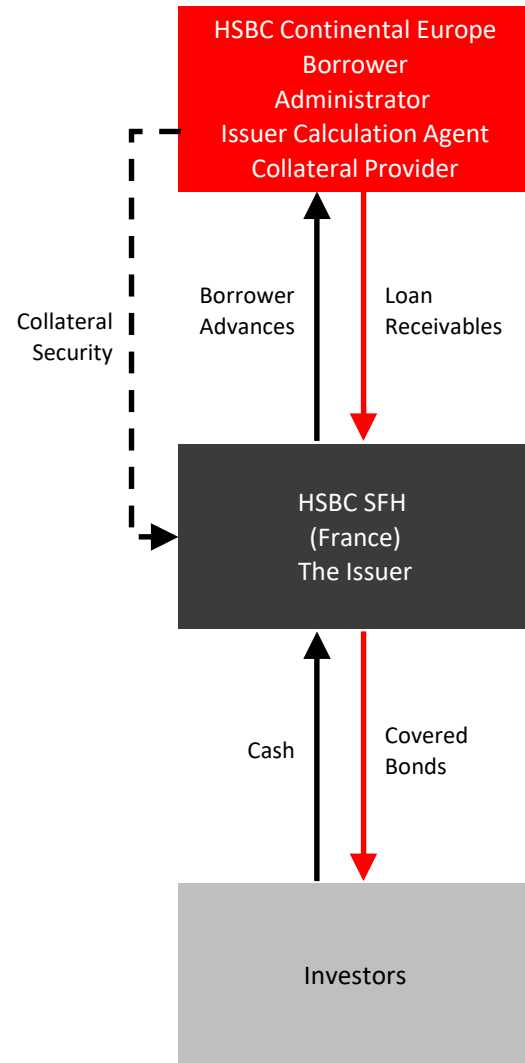 HSBC Continental Europe
Borrower
Administrator
Issuer Calculation Agent
Collateral Provider
Collateral
Security
Borrower
Advances
Loan
Receivables
HSBC SFH
(France)
The Issuer
Cash
Covered
Bonds
Investors